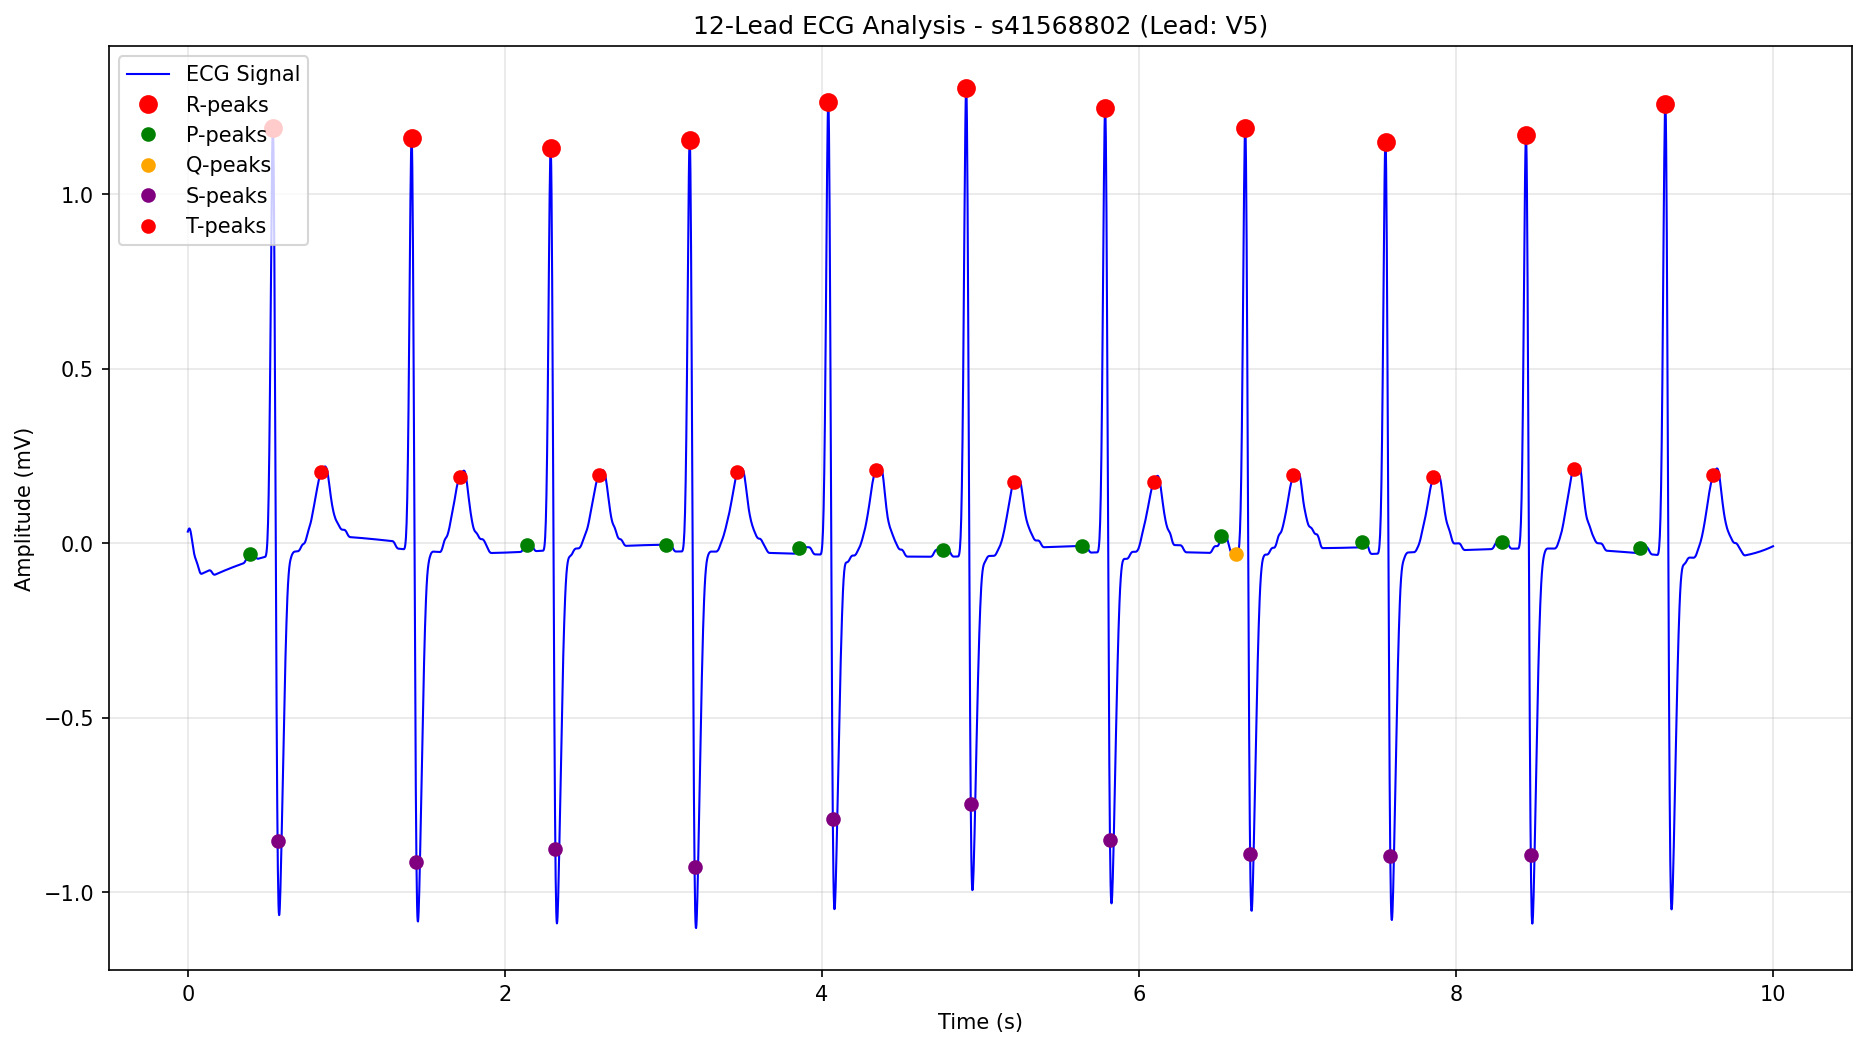 12-Lead ECG Analysis - s41568802 (Lead: V5)
ECG Signal
R-peaks
P-peaks
Q-peaks
S-peaks
T-peaks
Amplitude (mV)
1.0
0.5
0.0
−0.5
−1.0
0 2 4 6 8 10
Time (s)